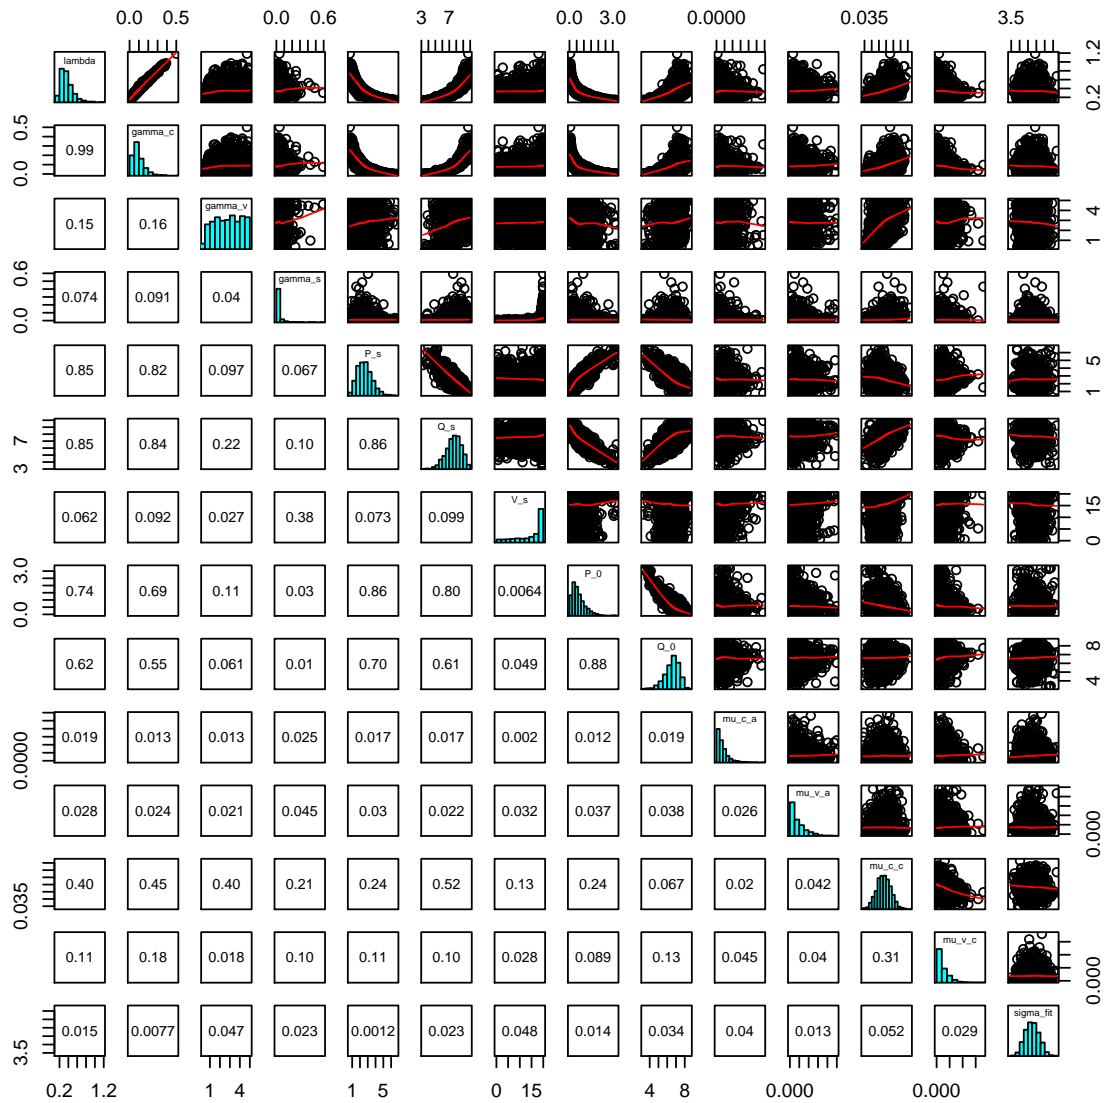 0.0 0.5 0.0 0.6 3 7 0.0 3.0 0.0000 0.035 3.5
lambda 0.2 1.2
0.0 0.5 0.99 gamma_c
0.15 0.16 gamma_v 1 4
0.0 0.6 0.074 0.091 0.04 gamma_s
0.85 0.82 0.097 0.067 P_s 1 5
3 7 0.85 0.84 0.22 0.10 0.86 Q_s
0.062 0.092 0.027 0.38 0.073 0.099 V_s 0 15
0.0 3.0 0.74 0.69 0.11 0.03 0.86 0.80 0.0064 P_0
0.62 0.55 0.061 0.01 0.70 0.61 0.049 0.88 Q_0 4 8
0.0000 0.019 0.013 0.013 0.025 0.017 0.017 0.002 0.012 0.019 mu_c_a
0.028 0.024 0.021 0.045 0.03 0.022 0.032 0.037 0.038 0.026 mu_v_a 0.000
0.035 0.40 0.45 0.40 0.21 0.24 0.52 0.13 0.24 0.067 0.02 0.042 mu_c_c
0.11 0.18 0.018 0.10 0.11 0.10 0.028 0.089 0.13 0.045 0.04 0.31 mu_v_c 0.000
3.5 0.015 0.0077 0.047 0.023 0.0012 0.023 0.048 0.014 0.034 0.04 0.013 0.052 0.029 sigma_fit
0.2 1.2 1 4 1 5 0 15 4 8 0.000 0.000